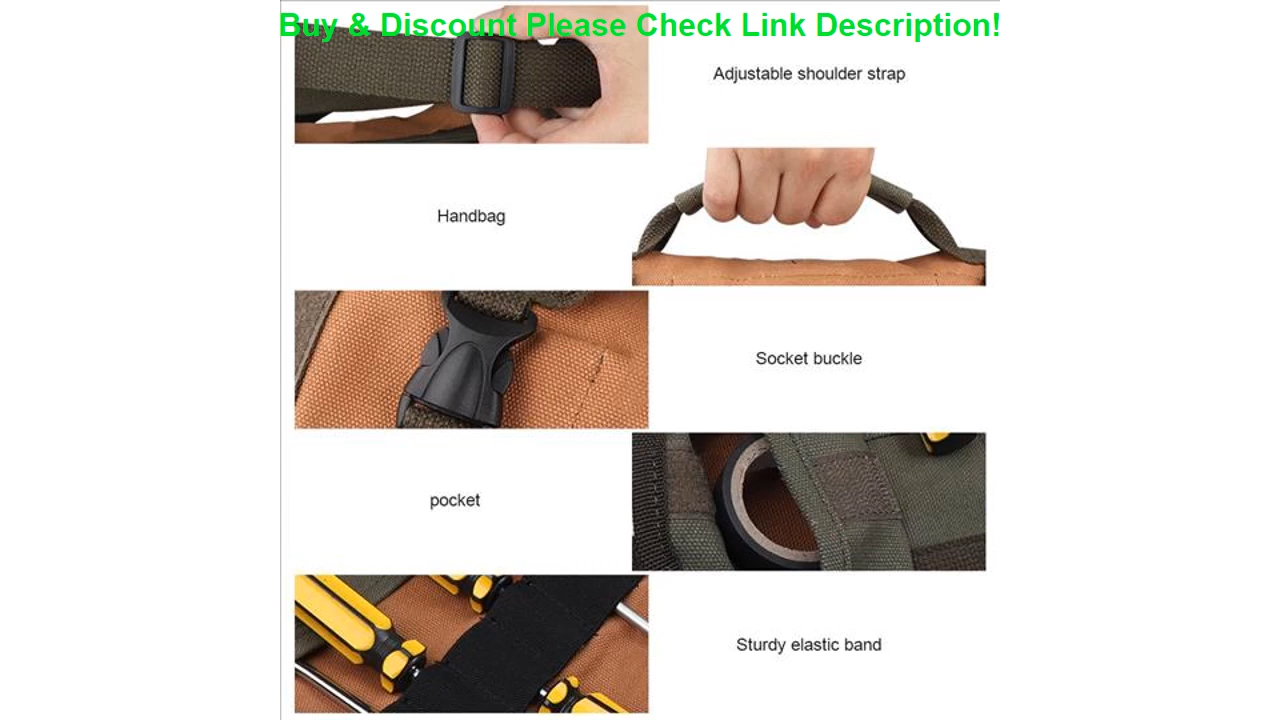 Buy & Discount Please Check Link Description!
Adjustable shoulder strap
Handbag
Socket buckle
pocket
Sturdy elastic band